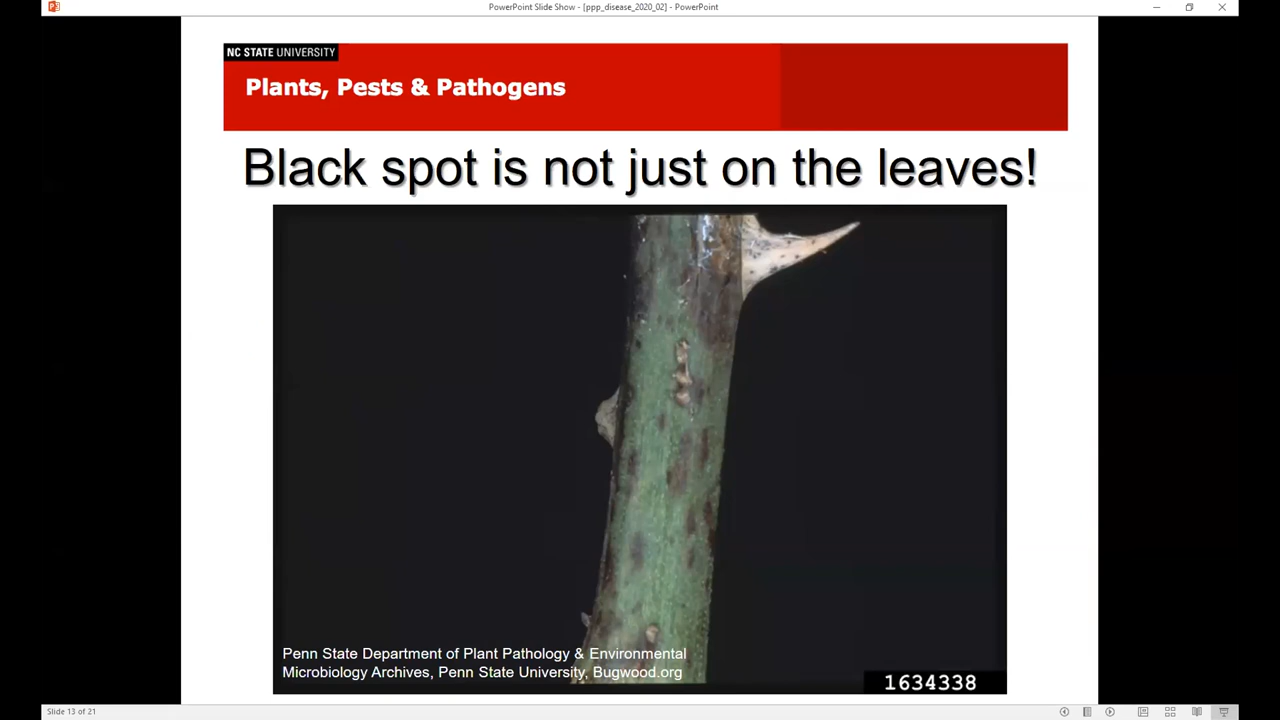 PowerPoint Slide Show - [ppp_disease_2020_02] - PowerPoint
NC STATE UNIVERSITY
Plants, Pests & Pathogens
Black spot is not just on the leaves!
Penn State Department of Plant Pathology & Environmental
Microbiology Archives, Penn State University, Bugwood.org
1634338
Slide 13 of 21